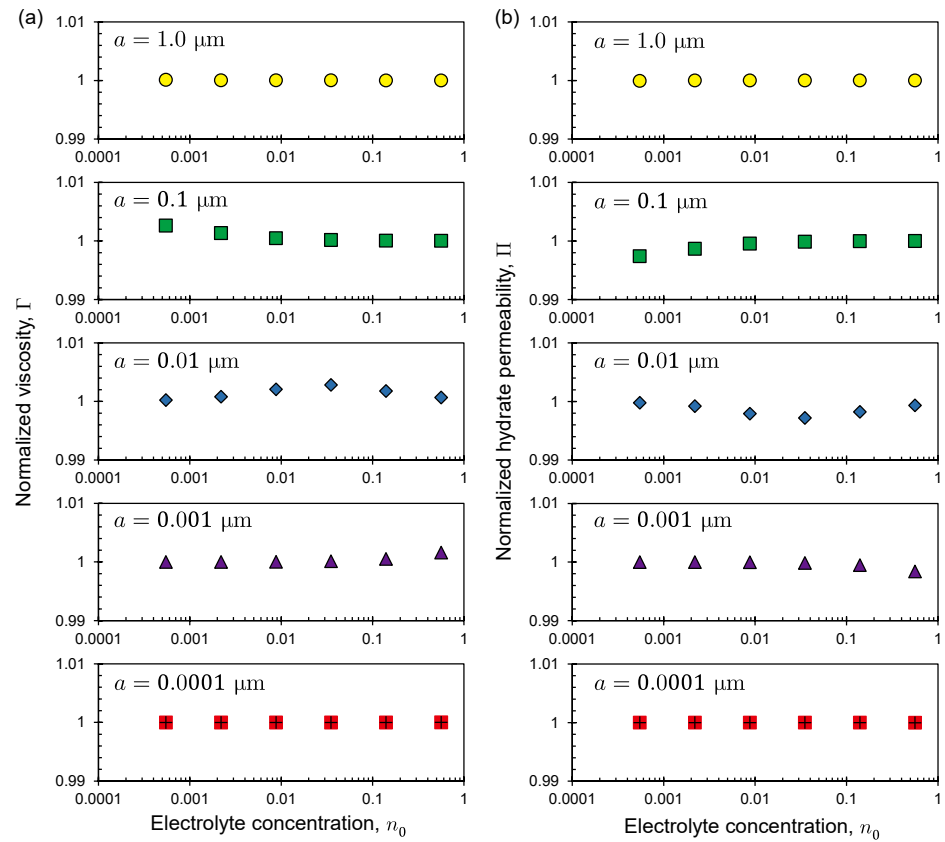 (a)
Normalized viscosity, Γ
1.01
1
0.99
a = 1.0 μm
0.0001 0.001 0.01 0.1 1
1.01
1
0.99
a = 0.1 μm
0.0001 0.001 0.01 0.1 1
1.01
1
0.99
a = 0.01 μm
0.0001 0.001 0.01 0.1 1
1.01
1
0.99
a = 0.001 μm
0.0001 0.001 0.01 0.1 1
1.01
1
0.99
a = 0.0001 μm
0.0001 0.001 0.01 0.1 1
Electrolyte concentration, n₀
(b)
Normalized hydrate permeability, Π
1.01
1
0.99
a = 1.0 μm
0.0001 0.001 0.01 0.1 1
1.01
1
0.99
a = 0.1 μm
0.0001 0.001 0.01 0.1 1
1.01
1
0.99
a = 0.01 μm
0.0001 0.001 0.01 0.1 1
1.01
1
0.99
a = 0.001 μm
0.0001 0.001 0.01 0.1 1
1.01
1
0.99
a = 0.0001 μm
0.0001 0.001 0.01 0.1 1
Electrolyte concentration, n₀